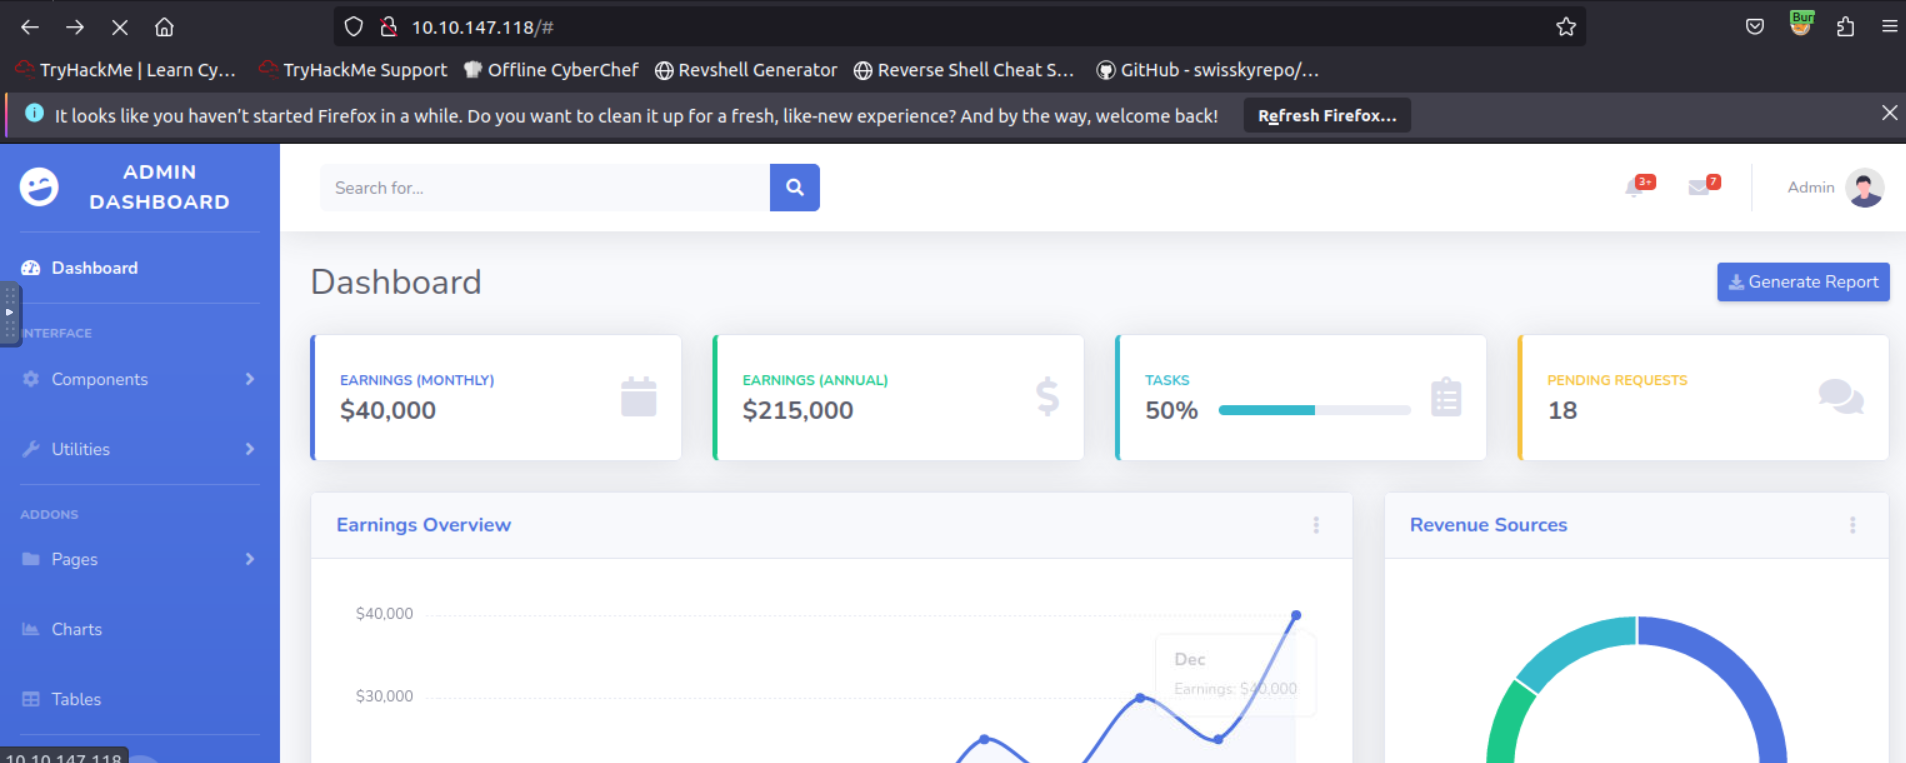 10.10.147.118/#
Bur
TryHackMe | Learn Cy... TryHackMe Support Offline CyberChef Revshell Generator Reverse Shell Cheat S... GitHub - swisskyrepo/...
It looks like you haven't started Firefox in a while. Do you want to clean it up for a fresh, like-new experience? And by the way, welcome back! Refresh Firefox...
ADMIN
DASHBOARD
Search for...
3+
7
Admin
Dashboard
INTERFACE
Components
Utilities
ADDONS
Pages
Charts
Tables
10.10.147.118
Dashboard
Generate Report
EARNINGS (MONTHLY)
$40,000
EARNINGS (ANNUAL)
$215,000
TASKS
50%
PENDING REQUESTS
18
Earnings Overview
$40,000
$30,000
Dec
Earnings: $40,000
Revenue Sources